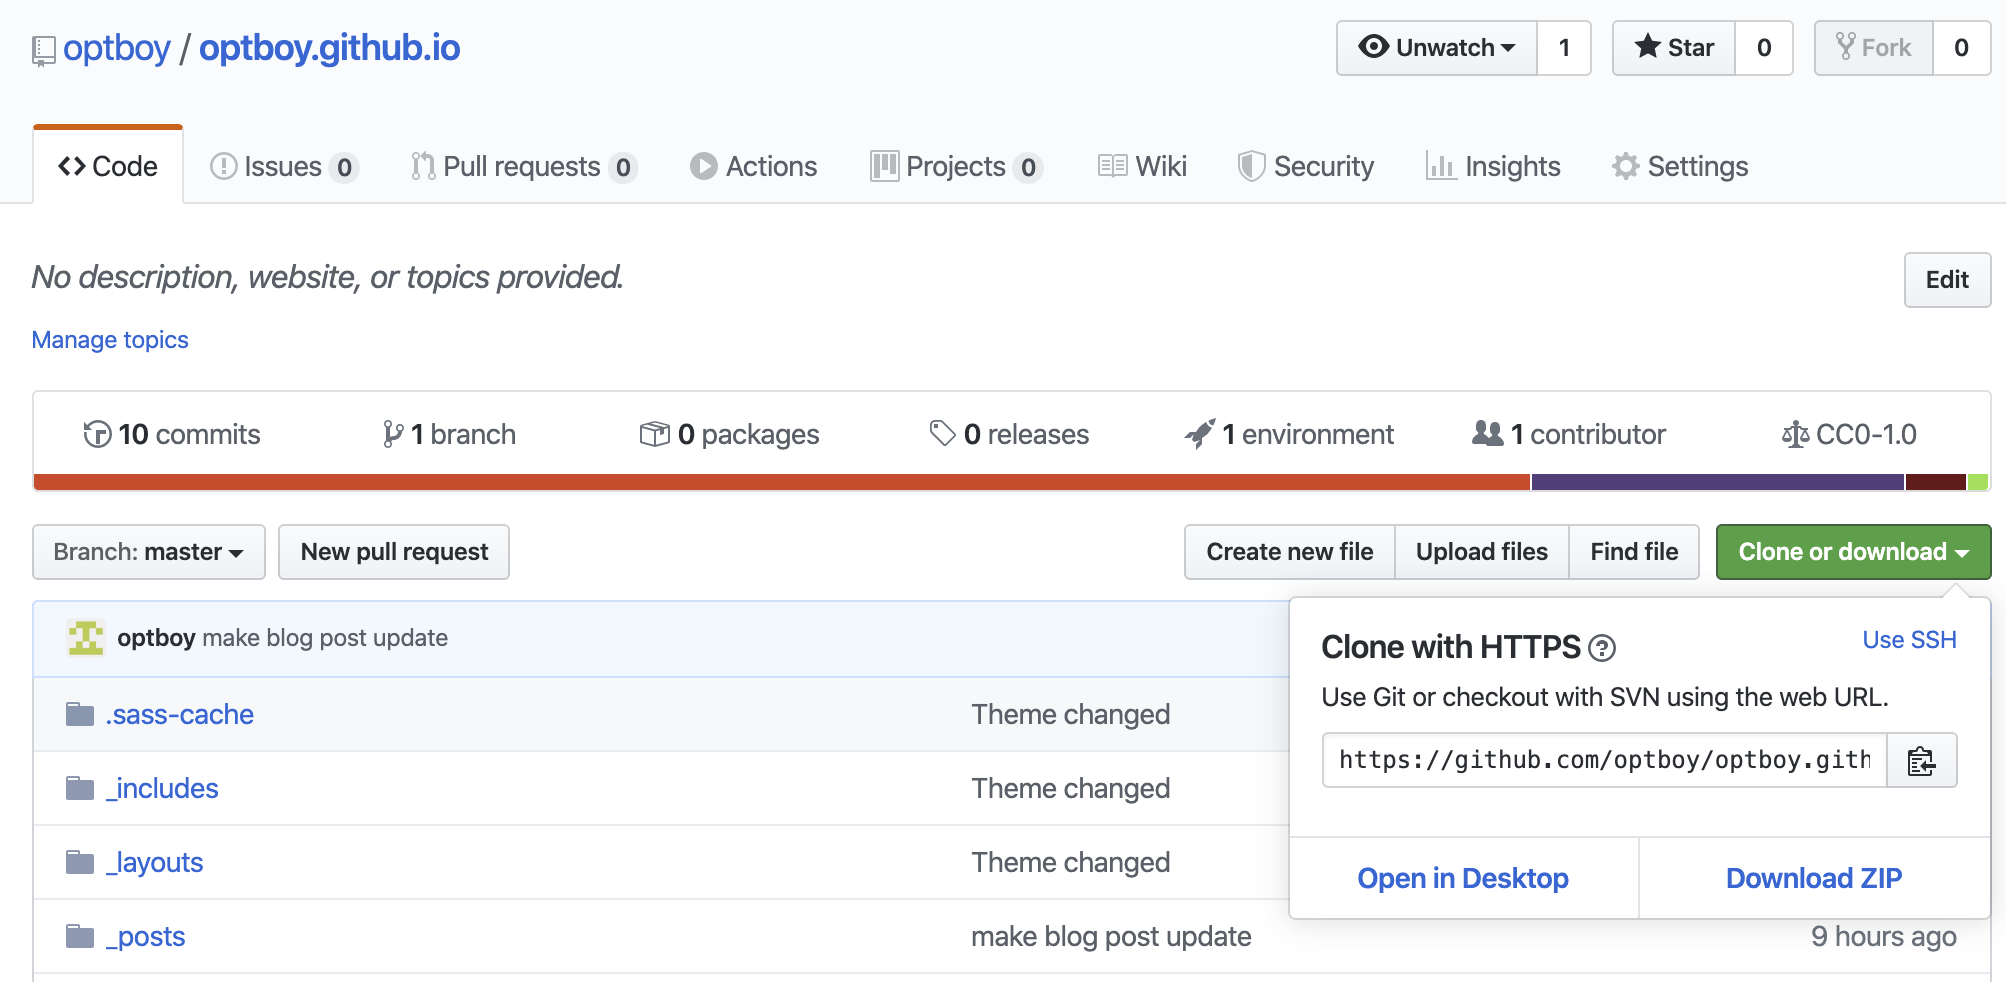 optboy / optboy.github.io
Unwatch 1
Star 0
Fork 0
Code
Issues 0
Pull requests 0
Actions
Projects 0
Wiki
Security
Insights
Settings
No description, website, or topics provided.
Edit
Manage topics
10 commits
1 branch
0 packages
0 releases
1 environment
1 contributor
CC0-1.0
Branch: master
New pull request
Create new file
Upload files
Find file
Clone or download
optboy make blog post update
Clone with HTTPS ?
Use SSH
Use Git or checkout with SVN using the web URL.
https://github.com/optboy/optboy.gith
Open in Desktop
Download ZIP
.sass-cache Theme changed
_includes Theme changed
_layouts Theme changed
_posts make blog post update 9 hours ago